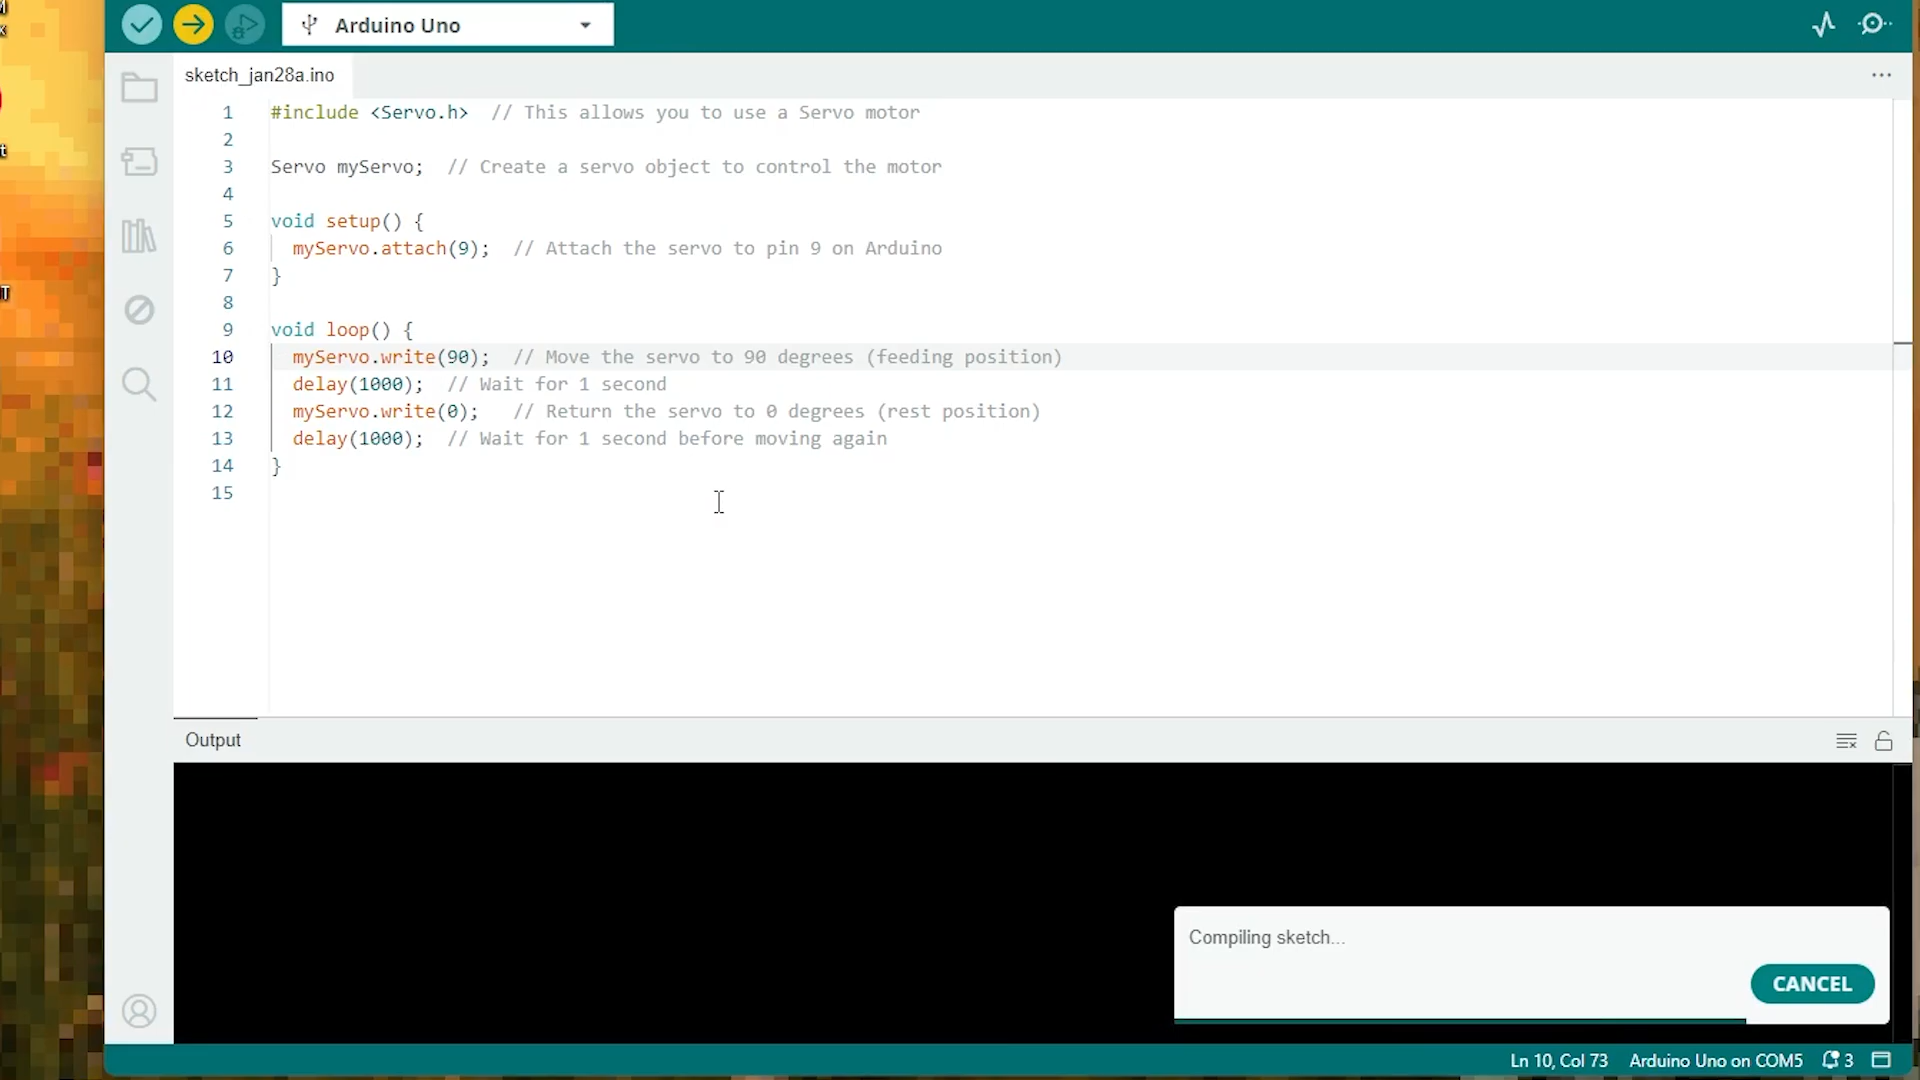 Arduino Uno
sketch_jan28a.ino
...
1 #include <Servo.h>  // This allows you to use a Servo motor
2
3 Servo myServo;  // Create a servo object to control the motor
4
5 void setup() {
6   myServo.attach(9);  // Attach the servo to pin 9 on Arduino
7 }
8
9 void loop() {
10   myServo.write(90);  // Move the servo to 90 degrees (feeding position)
11   delay(1000);  // Wait for 1 second
12   myServo.write(0);   // Return the servo to 0 degrees (rest position)
13   delay(1000);  // Wait for 1 second before moving again
14 }
15
Output
Compiling sketch...
CANCEL
Ln 10, Col 73 Arduino Uno on COM5 3